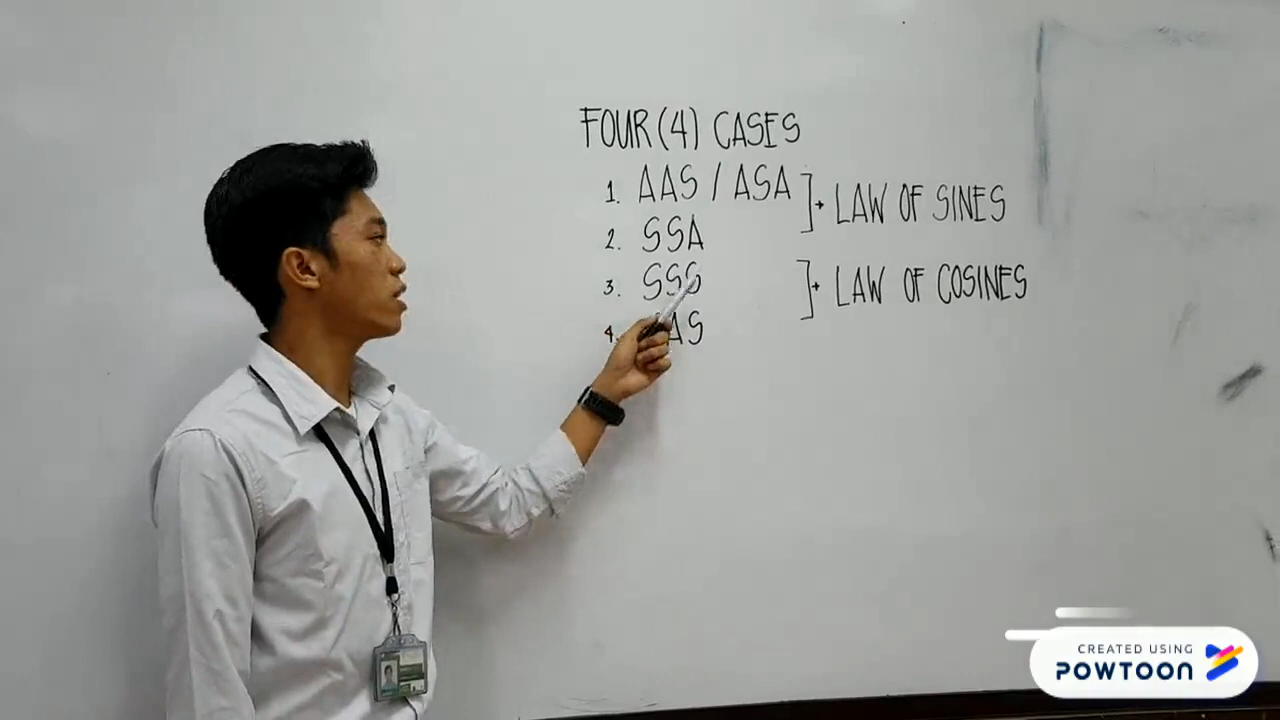 FOUR (4) CASES
1. AAS / ASA
2. SSA
LAW OF SINES
3. SSS
4. AS
LAW OF COSINES
CREATED USING
POWTOON